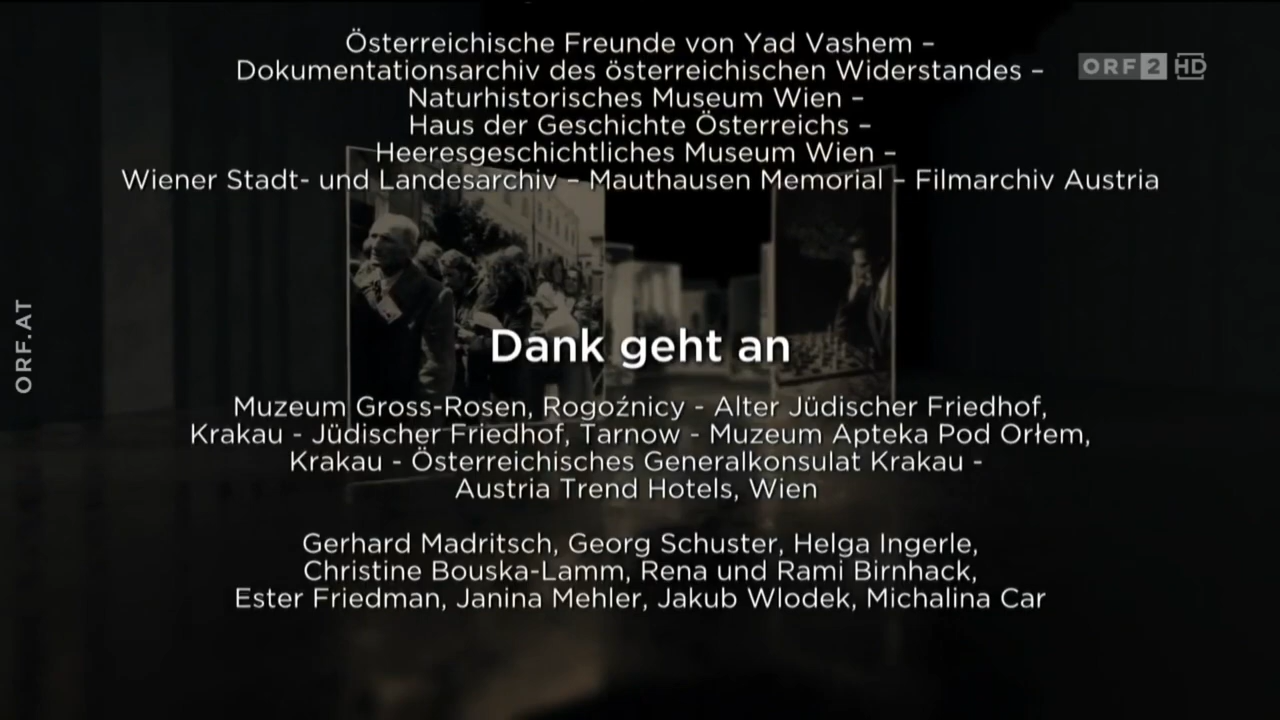 Österreichische Freunde von Yad Vashem –
Dokumentationsarchiv des österreichischen Widerstandes –
Naturhistorisches Museum Wien –
Haus der Geschichte Österreichs –
Heeresgeschichtliches Museum Wien –
Wiener Stadt- und Landesarchiv – Mauthausen Memorial – Filmarchiv Austria
ORF 2 HD
ORF.AT
Dank geht an
Muzeum Gross-Rosen, Rogoźnicy - Alter Jüdischer Friedhof,
Krakau - Jüdischer Friedhof, Tarnow - Muzeum Apteka Pod Orłem,
Krakau - Österreichisches Generalkonsulat Krakau -
Austria Trend Hotels, Wien
Gerhard Madritsch, Georg Schuster, Helga Ingerle,
Christine Bouska-Lamm, Rena und Rami Birnhack,
Ester Friedman, Janina Mehler, Jakub Wlodek, Michalina Car